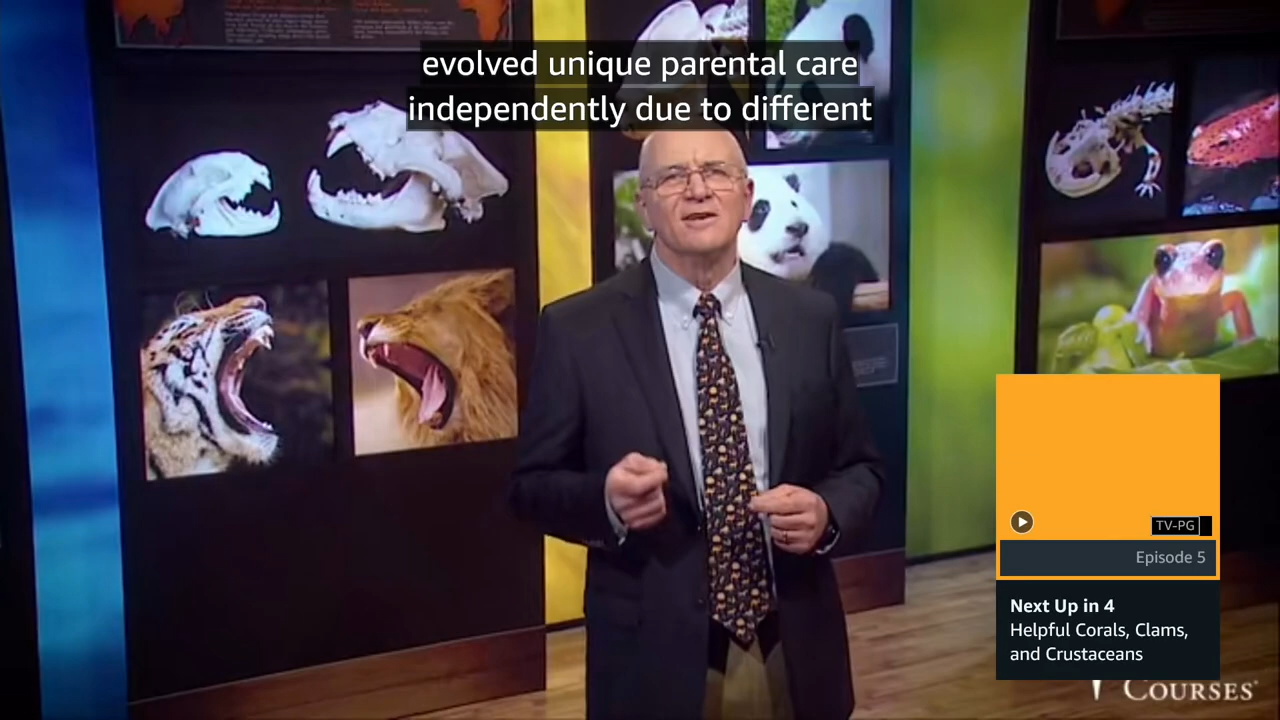 evolved unique parental care
independently due to different
TV-PG
Episode 5
Next Up in 4
Helpful Corals, Clams,
and Crustaceans
COURSES